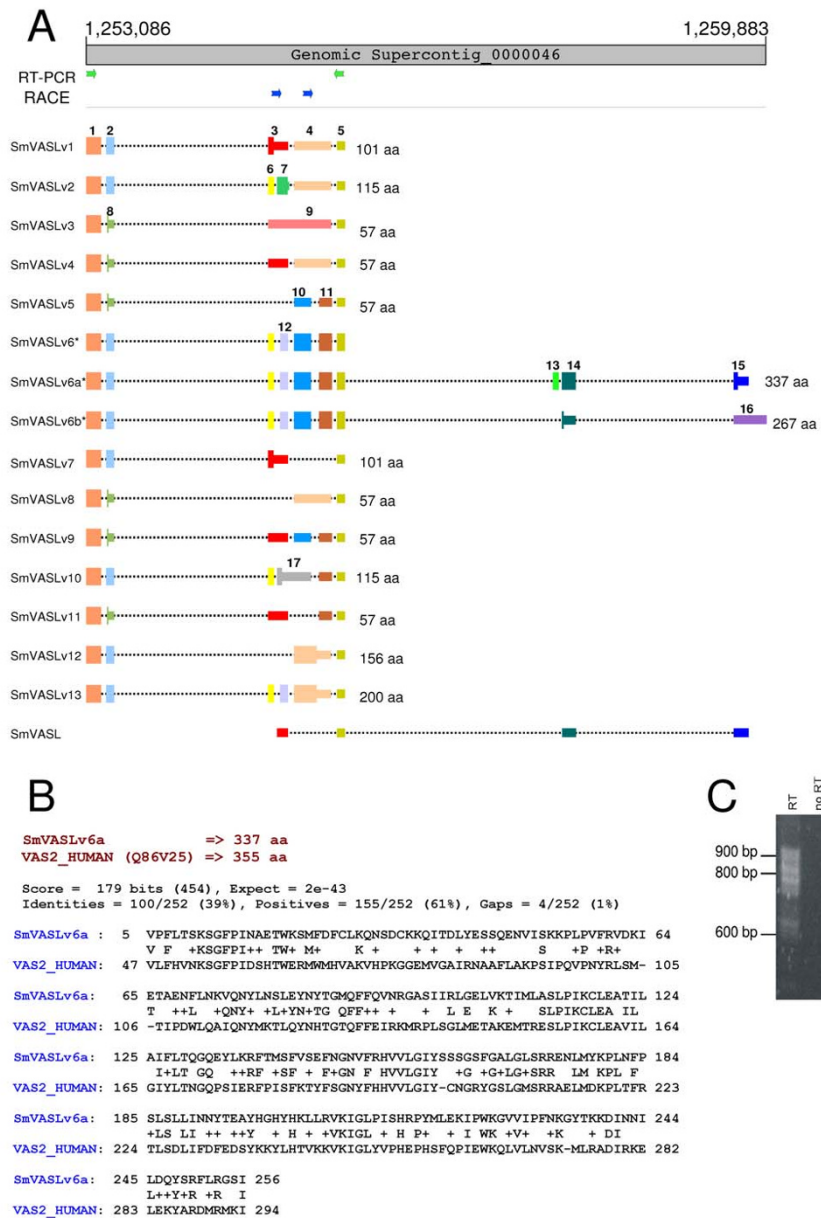 A
1,253,086 1,259,883
Genomic Supercontig_0000046
RT-PCR
RACE
1 2 3 4 5
SmVASLv1 101 aa
6 7
SmVASLv2 115 aa
8 9
SmVASLv3 57 aa
SmVASLv4 57 aa
10 11
SmVASLv5 57 aa
12
SmVASLv6*
13 14 15
SmVASLv6a* 337 aa
16
SmVASLv6b* 267 aa
SmVASLv7 101 aa
SmVASLv8 57 aa
SmVASLv9 57 aa
17
SmVASLv10 115 aa
SmVASLv11 57 aa
SmVASLv12 156 aa
SmVASLv13 200 aa
SmVASL
B
SmVASLv6a => 337 aa
VAS2_HUMAN (Q86V25) => 355 aa
Score = 179 bits (454), Expect = 2e-43
Identities = 100/252 (39%), Positives = 155/252 (61%), Gaps = 4/252 (1%)
SmVASLv6a : 5 VPFLTSKSGFPINAETWKSMFDFCLKQNSDCKKQITDLYESSQENVISKKPLPVFRVDKI 64
V F +KSGFPI++ TW+ M+ K + + + + ++ S +P +R+
VAS2_HUMAN: 47 VLFHVNKSGFPIDSHTWERMWMHVAKVHPKGGEMVGAIRNAAFLAKPSIPQVPNYRLSM- 105
SmVASLv6a: 65 ETAENFLNKVQNYLNSLEYNYTGMQFFQVNRGASIIRLGELVKTIMLASLPIKCLEATIL 124
T ++L +QNY+ +L+YN+TG QFF++ + L E K+ SLPIKCLEA IL
VAS2_HUMAN: 106 -TIPDWLQAIQNYMKTLQYNHTGTQFFEIRKMRPLSGLMETAKEMTRESLPIKCLEAVIL 164
SmVASLv6a: 125 AIFLTQGQEYLKRFTMSFVSEFNGNVFRHVVLGIYSSSGSFGALGLSRRENLMYKPLNFP 184
I+LT GQ ++RF +SF + F+GN F HVVLGIY +G +G+LG+SRR LM KPL F
VAS2_HUMAN: 165 GIYLTNGQPSIERFPISFKTYFSGNYFHHVVLGIY-CNGRYGSLGMSRRAELMDKPLTFR 223
SmVASLv6a: 185 SLSLLINNYTEAYHGHYHKLLRVKIGLPISHRPYMLEKIPWKGVVIPFNKGYTKKDINNI 244
+LS LI ++ ++Y + H ++VKIGL + H P+ + I WK +V+ +K + DI
VAS2_HUMAN: 224 TLSDLIFDFEDSYKKYLHTVKKVKIGLYVPHEPHSFQPIEWKQLVLNVSK-MLRADIRKE 282
SmVASLv6a: 245 LDQYSRFLRGSI 256
L++Y+R +R I
VAS2_HUMAN: 283 LEKYARDMRMKI 294
C
RT no RT
900 bp
800 bp
600 bp